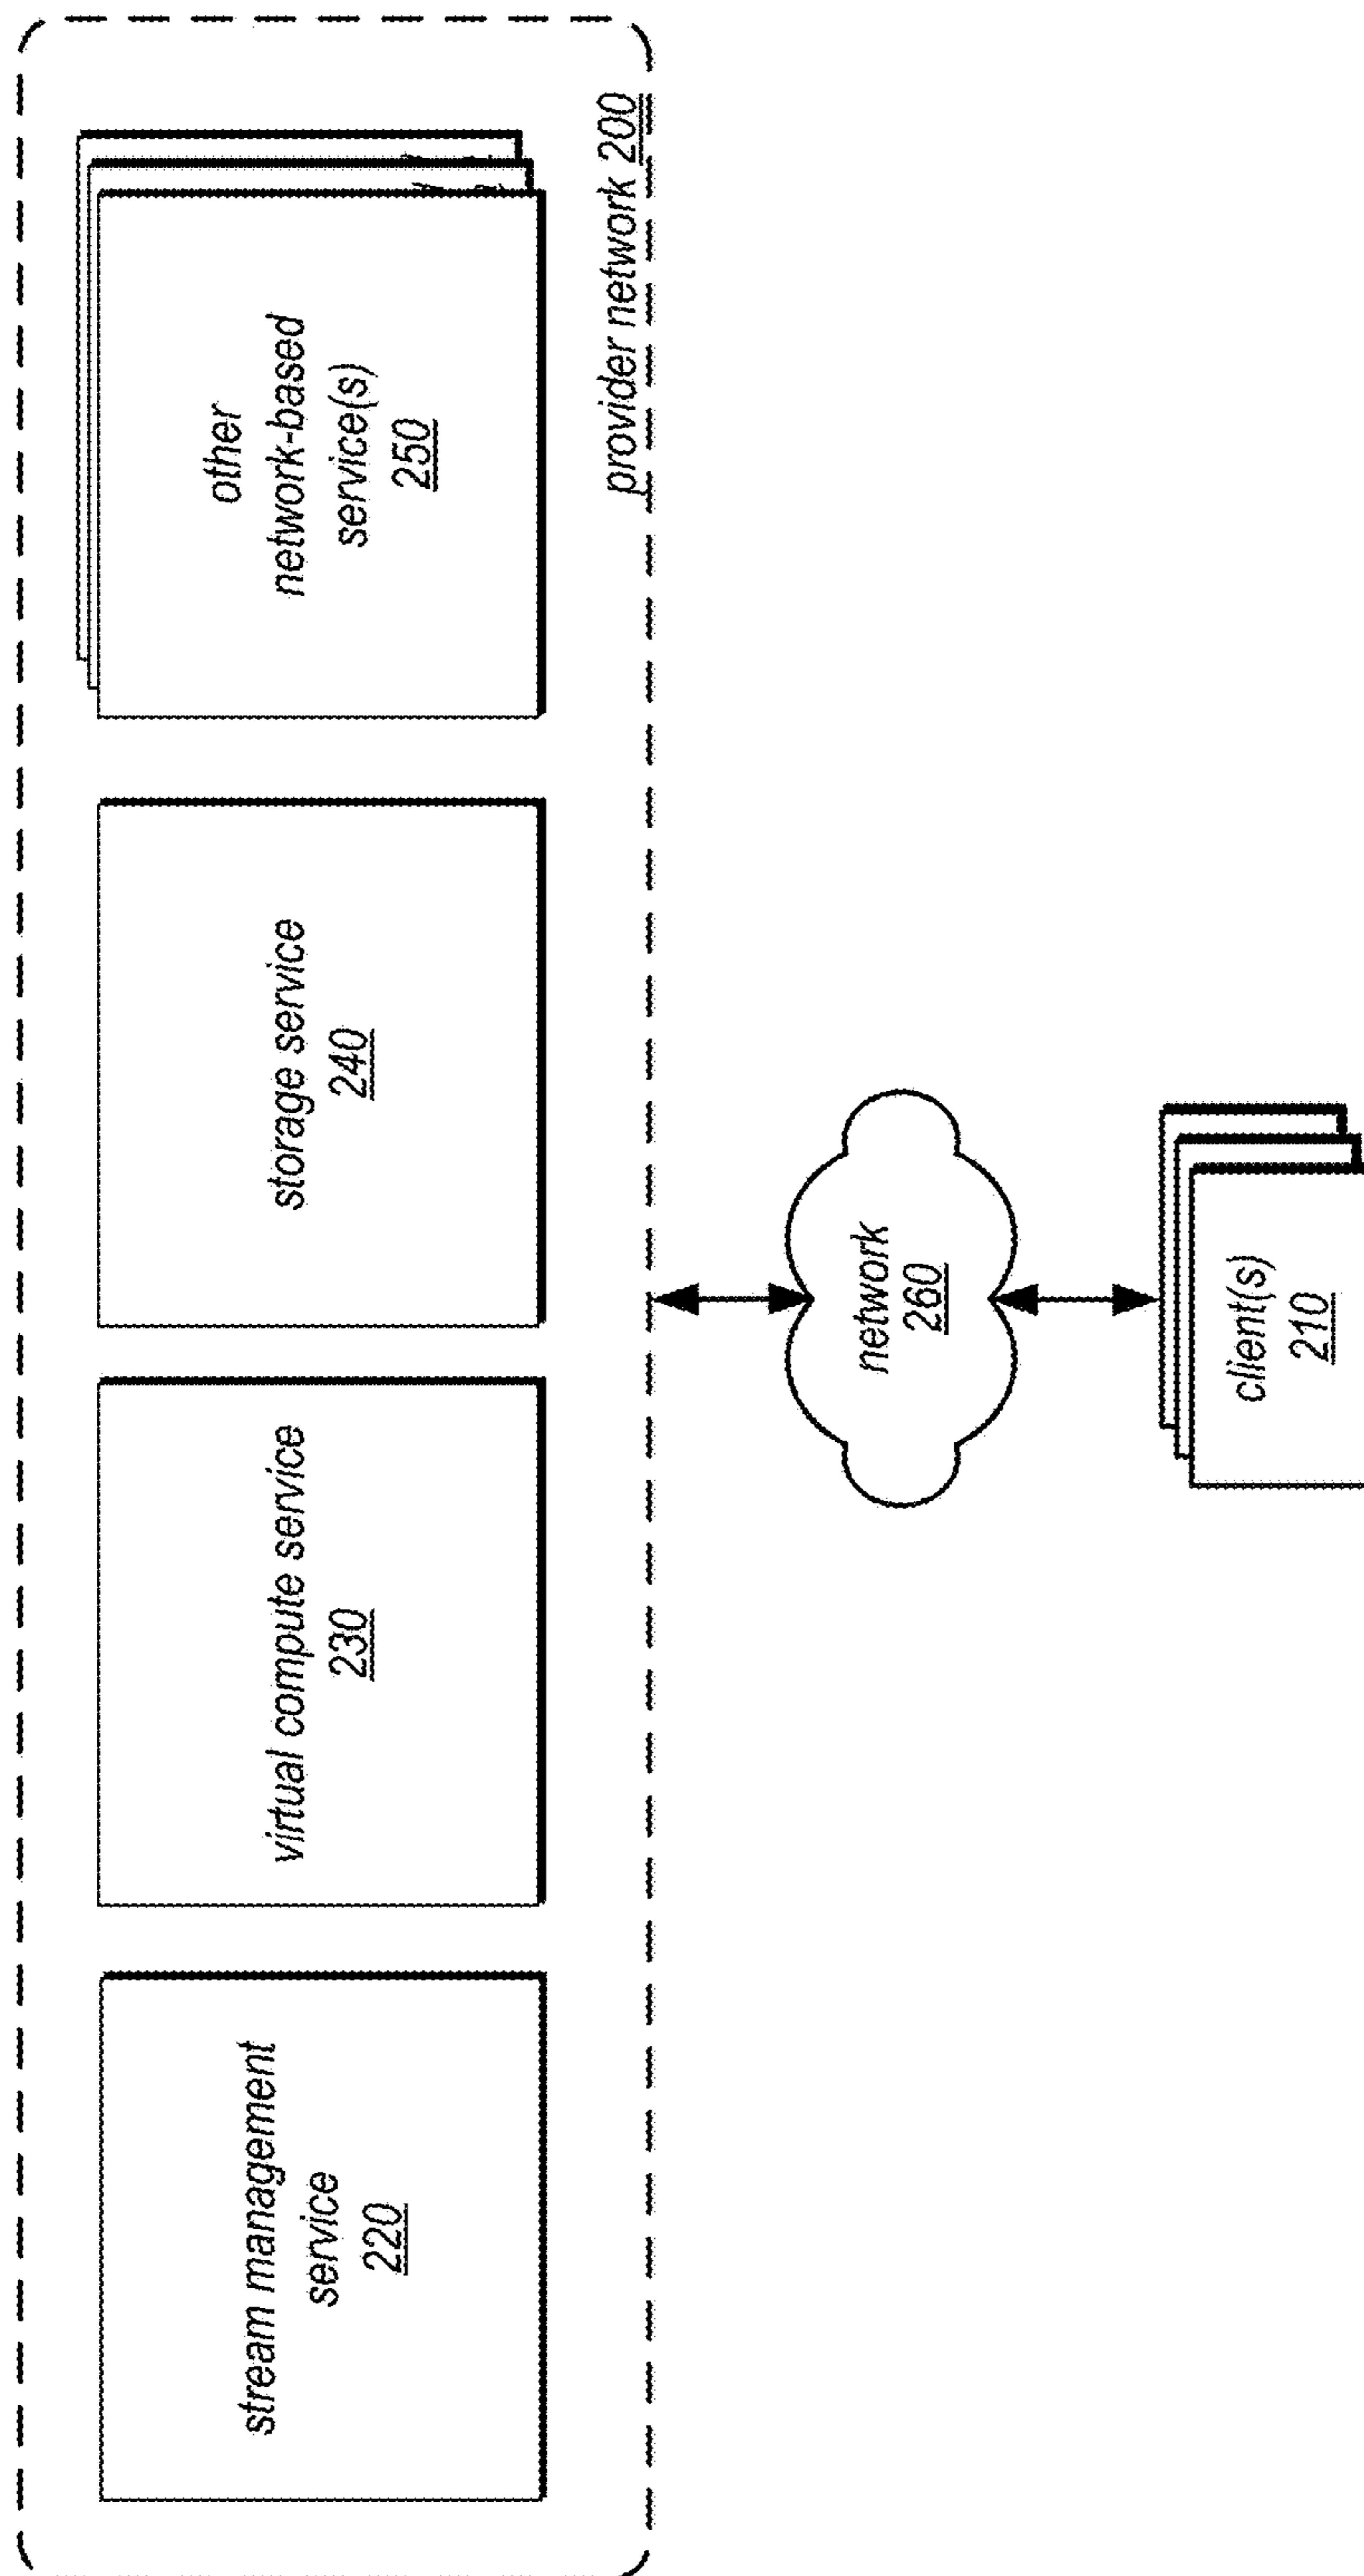 stream management
service
220
virtual compute service
230
storage service
240
other
network-based
service(s)
250
provider network 200
network
260
client(s)
210